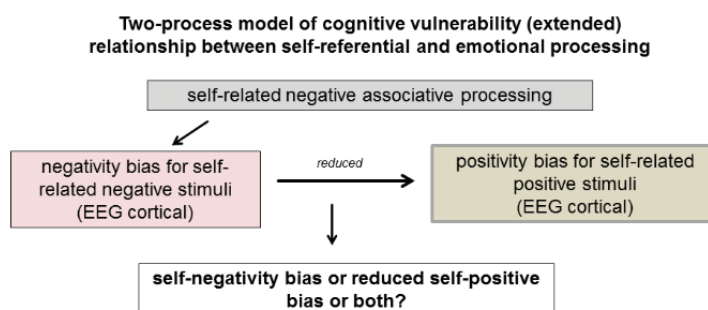 Two-process model of cognitive vulnerability (extended)
relationship between self-referential and emotional processing
self-related negative associative processing
negativity bias for self-
related negative stimuli
(EEG cortical)
reduced
positivity bias for self-related
positive stimuli
(EEG cortical)
self-negativity bias or reduced self-positive
bias or both?